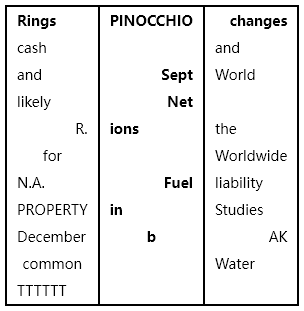 Rings PINOCCHIO changes
cash and
and Sept World
likely Net
R. ions the
for Worldwide
N.A. Fuel liability
PROPERTY in Studies
December b AK
common Water
TTTTTT